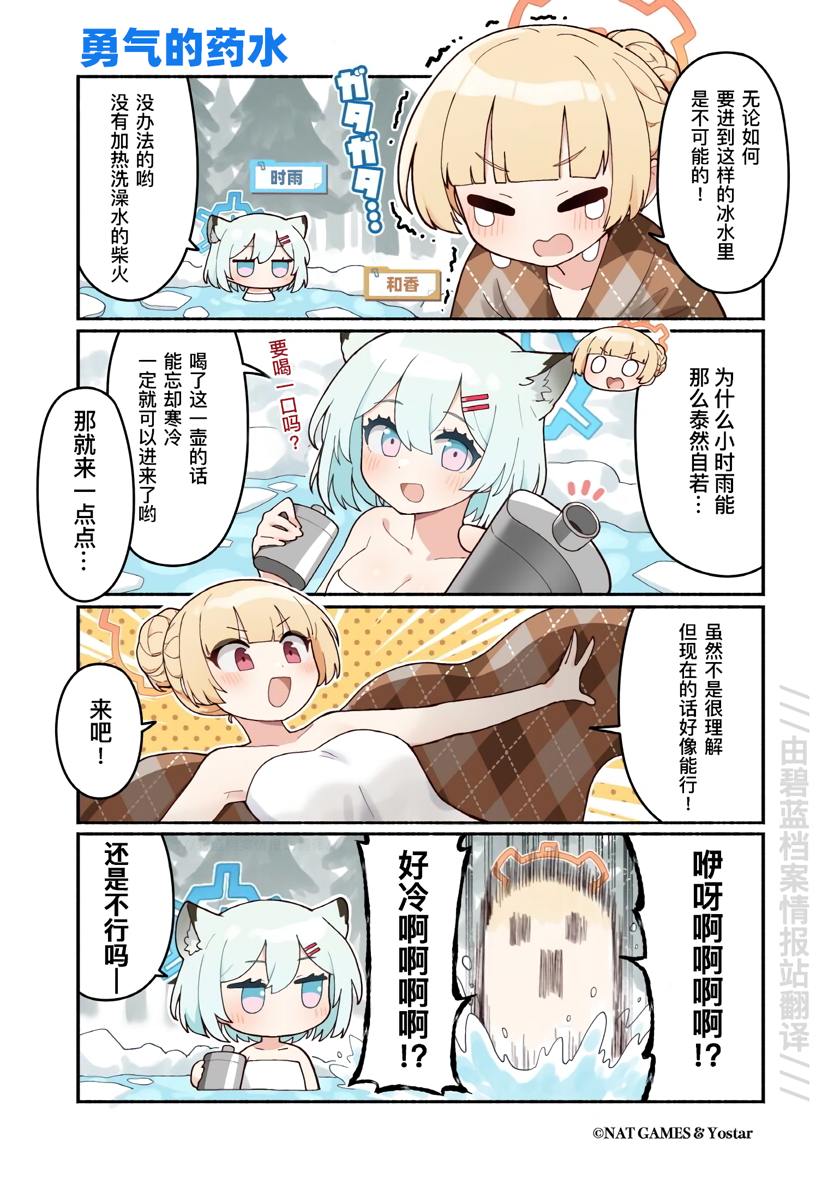 勇气的药水
无论如何
要进到这样的冰水里
是不可能的！
ガタガタ…
和香
时雨
没办法的哟
没有加热洗澡水的柴火
为什么小时雨能
那么泰然自若…
要喝一口吗？
喝了这一壶的话
能忘却寒冷
一定就可以进来了哟
那就来一点点…
虽然不是很理解
但现在的话好像能行！
来吧！
咿呀啊啊啊啊啊!?
好冷啊啊啊啊!?
还是不行吗—
///由碧蓝档案情报站翻译///
©NAT GAMES & Yostar